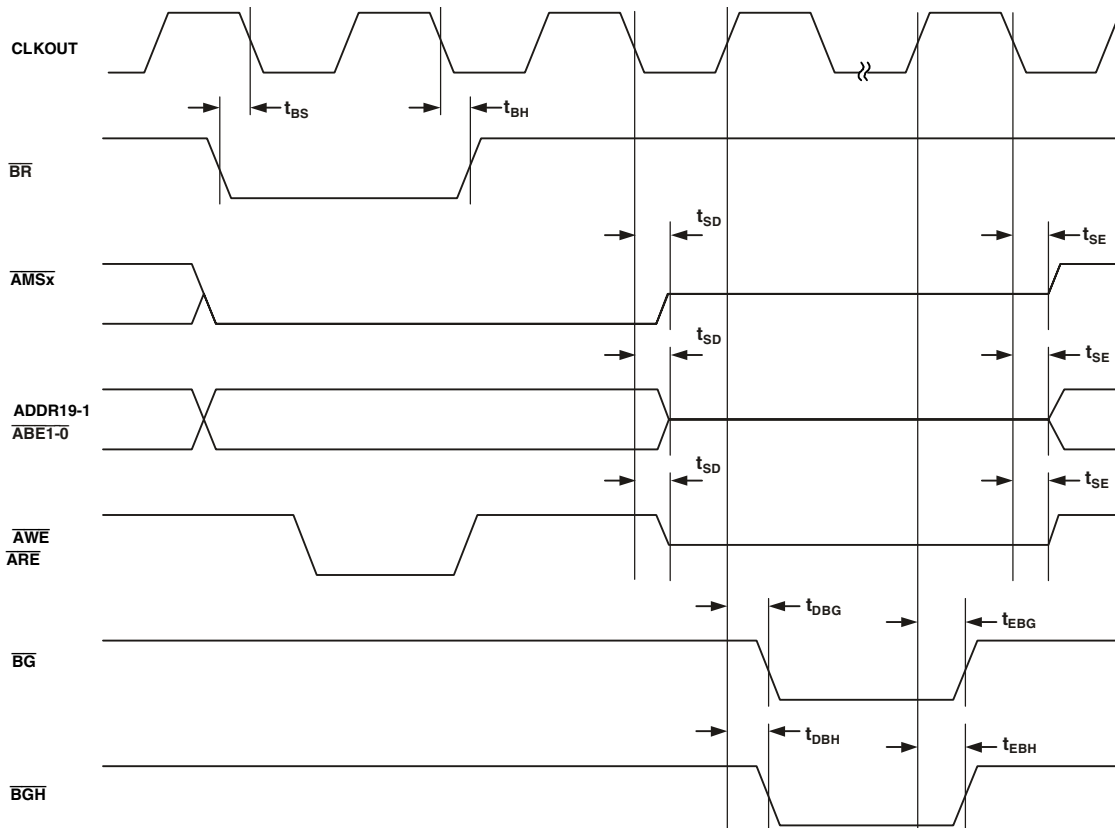 CLKOUT
tBS
tBH
BR
tSD
tSE
AMSx
tSD
tSE
ADDR19-1
ABE1-0
tSD
tSE
AWE
ARE
tDBG
tEBG
BG
tDBH
tEBH
BGH